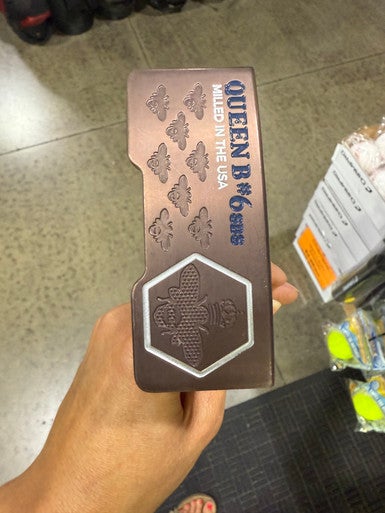 QUEEN B #6 SBS
MILLED IN THE USA